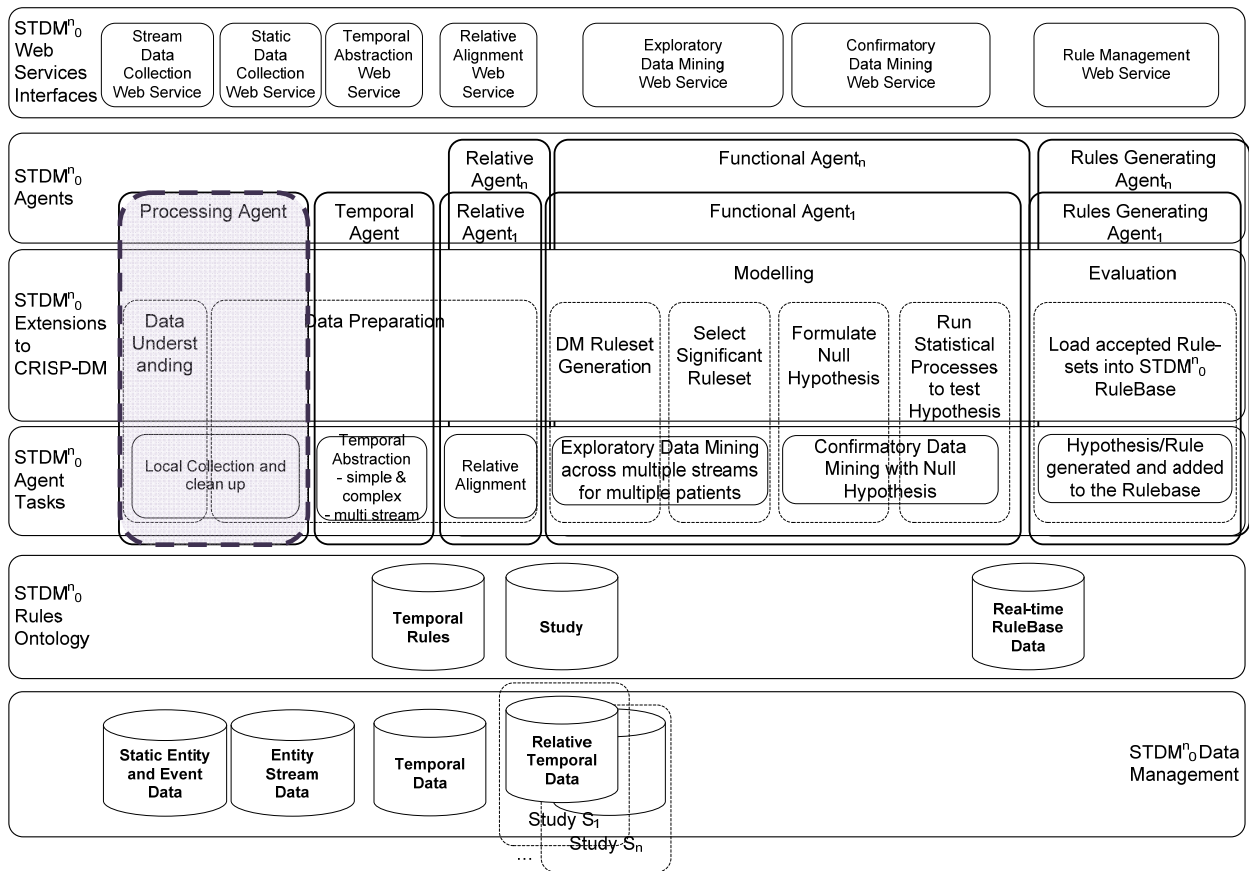 STDMⁿ₀
Web
Services
Interfaces
Stream
Data
Collection
Web Service
Static
Data
Collection
Web Service
Temporal
Abstraction
Web
Service
Relative
Alignment
Web
Service
Exploratory
Data Mining
Web Service
Confirmatory
Data Mining
Web Service
Rule Management
Web Service
STDMⁿ₀
Agents
Relative
Agentₙ
Functional Agentₙ
Rules Generating
Agentₙ
Processing Agent
Temporal
Agent
Relative
Agent₁
Functional Agent₁
Rules Generating
Agent₁
STDMⁿ₀
Extensions
to
CRISP-DM
Data
Underst
anding
Data Preparation
Modelling
Evaluation
DM Ruleset
Generation
Select
Significant
Ruleset
Formulate
Null
Hypothesis
Run
Statistical
Processes
to test
Hypothesis
Load accepted Rule-
sets into STDMⁿ₀
RuleBase
STDMⁿ₀
Agent
Tasks
Local Collection and
clean up
Temporal
Abstraction
- simple &
complex
- multi stream
Relative
Alignment
Exploratory Data Mining
across multiple streams
for multiple patients
Confirmatory Data
Mining with Null
Hypothesis
Hypothesis/Rule
generated and added
to the Rulebase
STDMⁿ₀
Rules
Ontology
Temporal
Rules
Study
Real-time
RuleBase
Data
Static Entity
and Event
Data
Entity
Stream
Data
Temporal
Data
Relative
Temporal
Data
STDMⁿ₀ Data
Management
Study S₁
Study Sₙ
...